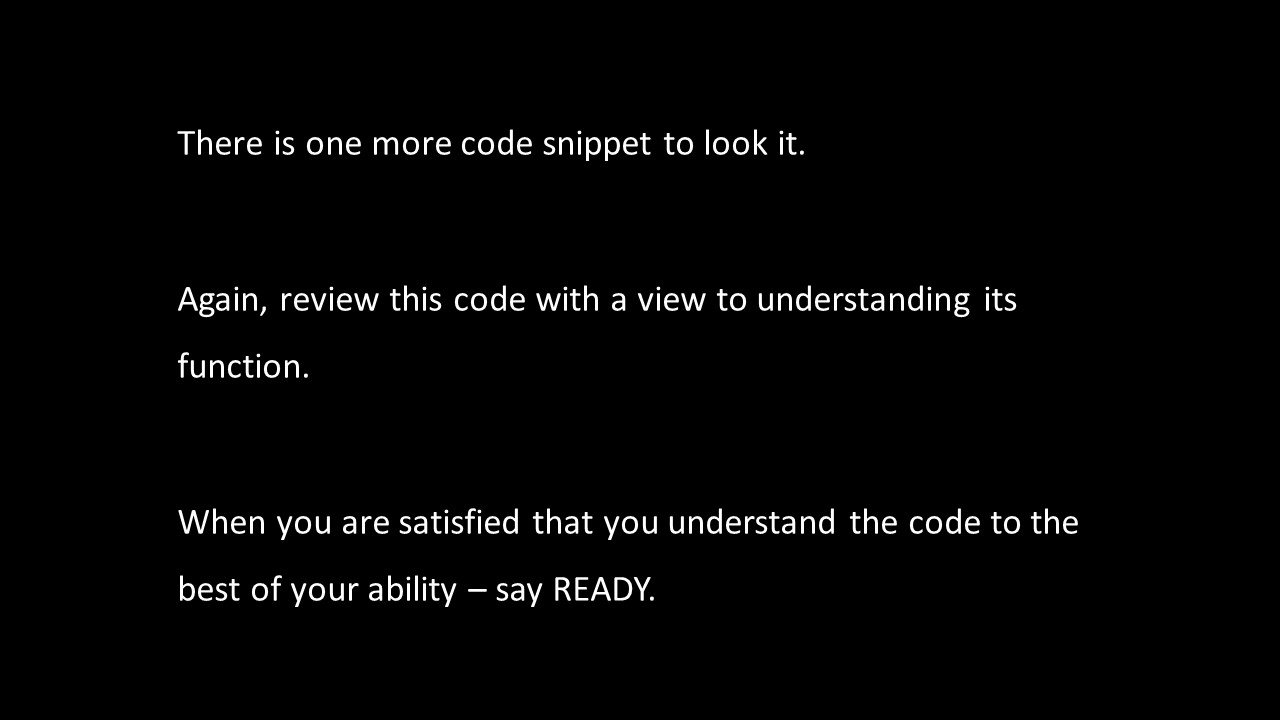 There is one more code snippet to look it.
Again, review this code with a view to understanding its
function.
When you are satisfied that you understand the code to the
best of your ability – say READY.